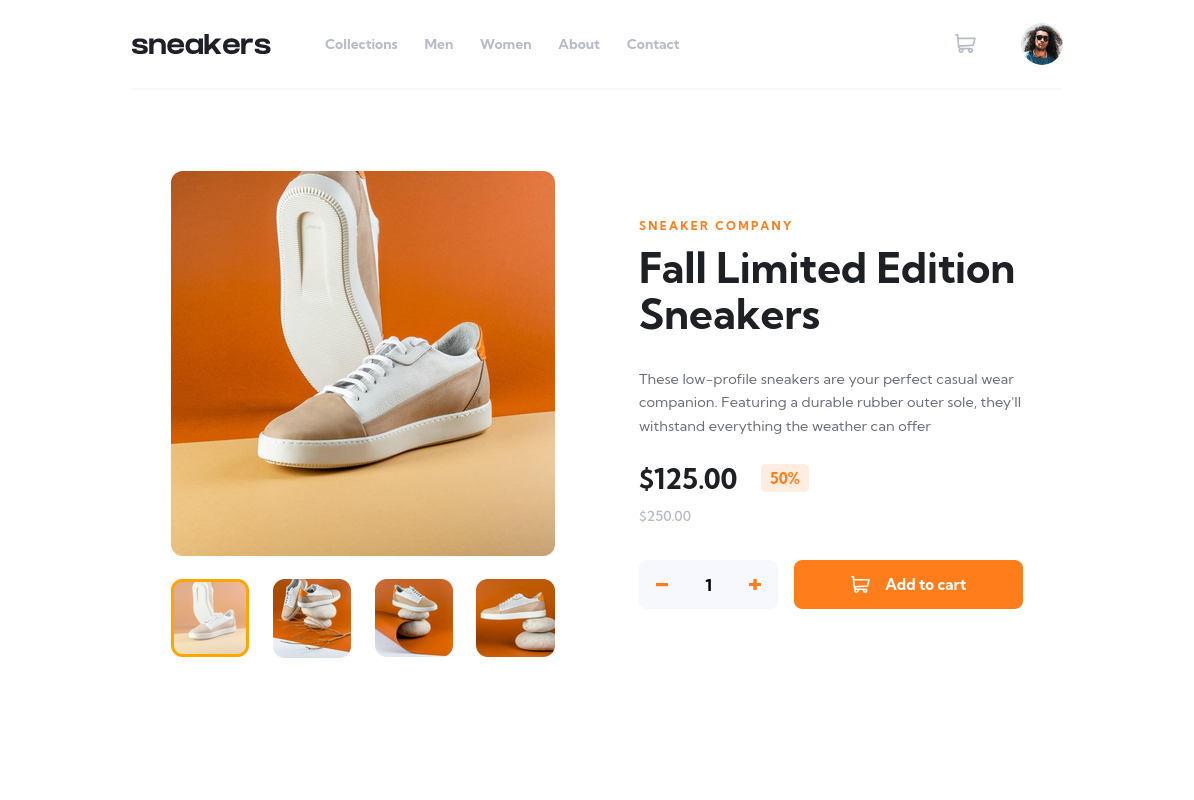 sneakers
Collections Men Women About Contact
SNEAKER COMPANY
Fall Limited Edition
Sneakers
These low-profile sneakers are your perfect casual wear
companion. Featuring a durable rubber outer sole, they'll
withstand everything the weather can offer
$125.00 50%
$250.00
1 Add to cart